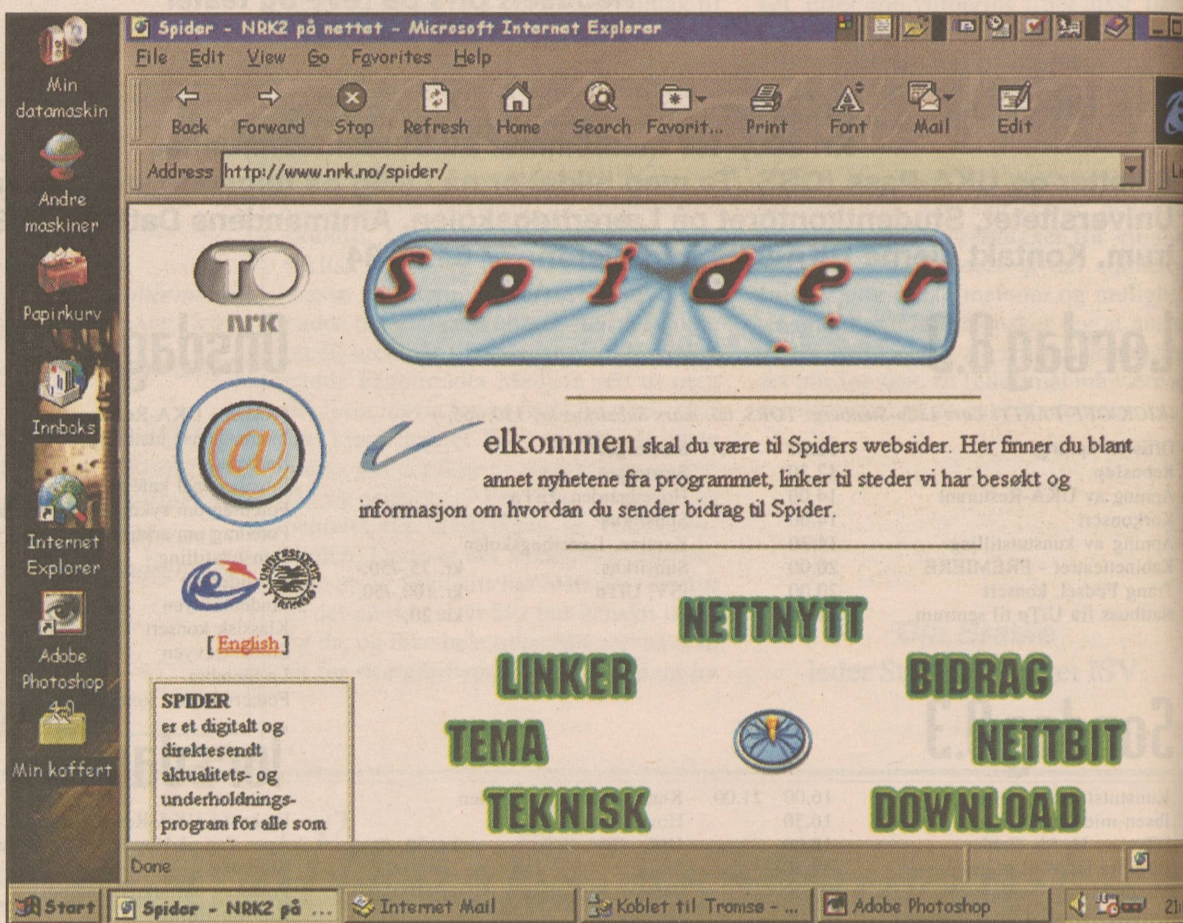 Spider - NRK2 på nettet - Microsoft Internet Explorer
File Edit View Go Favorites Help
Back Forward Stop Refresh Home Search Favorit... Print Font Mail Edit
Address http://www.nrk.no/spider/
Min
datamaskin
Andre
maskiner
Papirkurv
Innboks
Internet
Explorer
Adobe
Photoshop
4.0
Min koffert
TO
nrk
Spider
@
Velkommen skal du være til Spiders websider. Her finner du blant
annet nyhetene fra programmet, linker til steder vi har besøkt og
informasjon om hvordan du sender bidrag til Spider.
[ English ]
SPIDER
er et digitalt og
direktesendt
aktualitets- og
underholdnings-
program for alle som
NETTNYTT
LINKER
BIDRAG
TEMA
NETTBIT
TEKNISK
DOWNLOAD
Done
Start Spider - NRK2 på ... Internet Mail Koblet til Tromsø - ... Adobe Photoshop